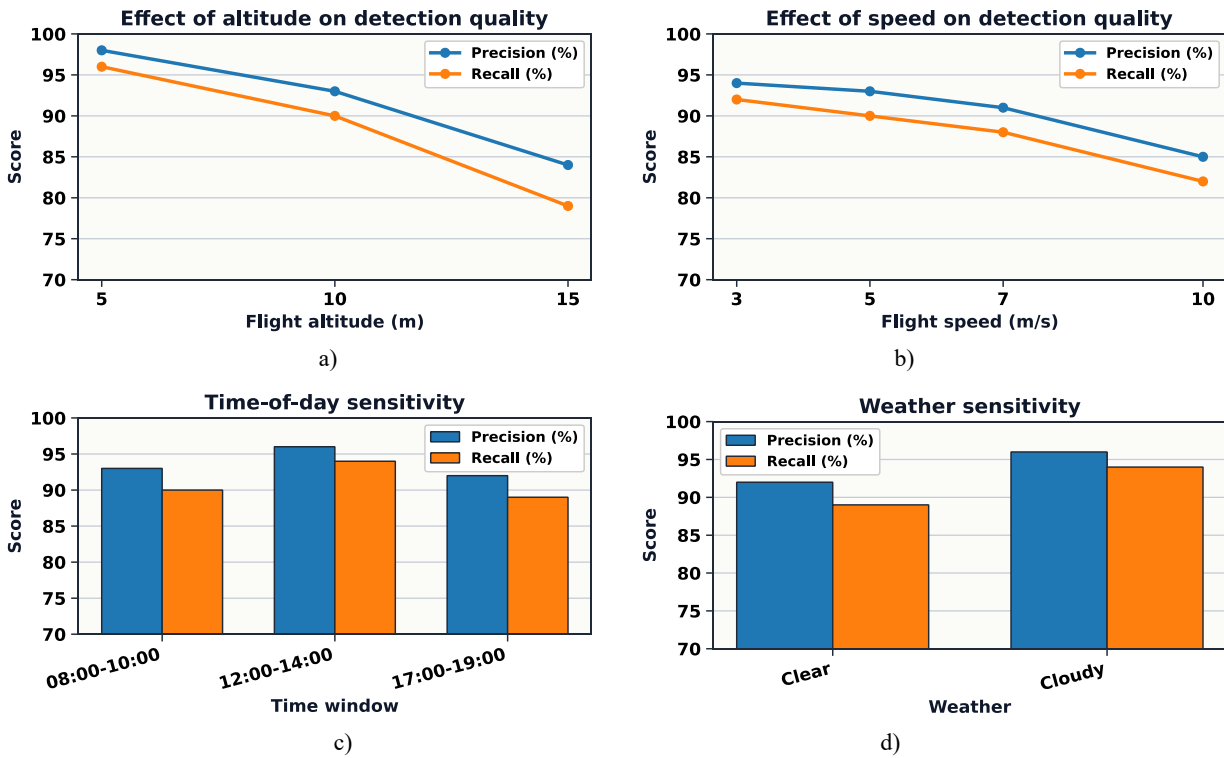 Effect of altitude on detection quality
100
95
90
85
80
75
70
Score
Precision (%)
Recall (%)
5
10
15
Flight altitude (m)
a)
Effect of speed on detection quality
100
95
90
85
80
75
70
Score
Precision (%)
Recall (%)
3
5
7
10
Flight speed (m/s)
b)
Time-of-day sensitivity
100
95
90
85
80
75
70
Score
Precision (%)
Recall (%)
08:00-10:00
12:00-14:00
17:00-19:00
Time window
c)
Weather sensitivity
100
95
90
85
80
75
70
Score
Precision (%)
Recall (%)
Clear
Cloudy
Weather
d)